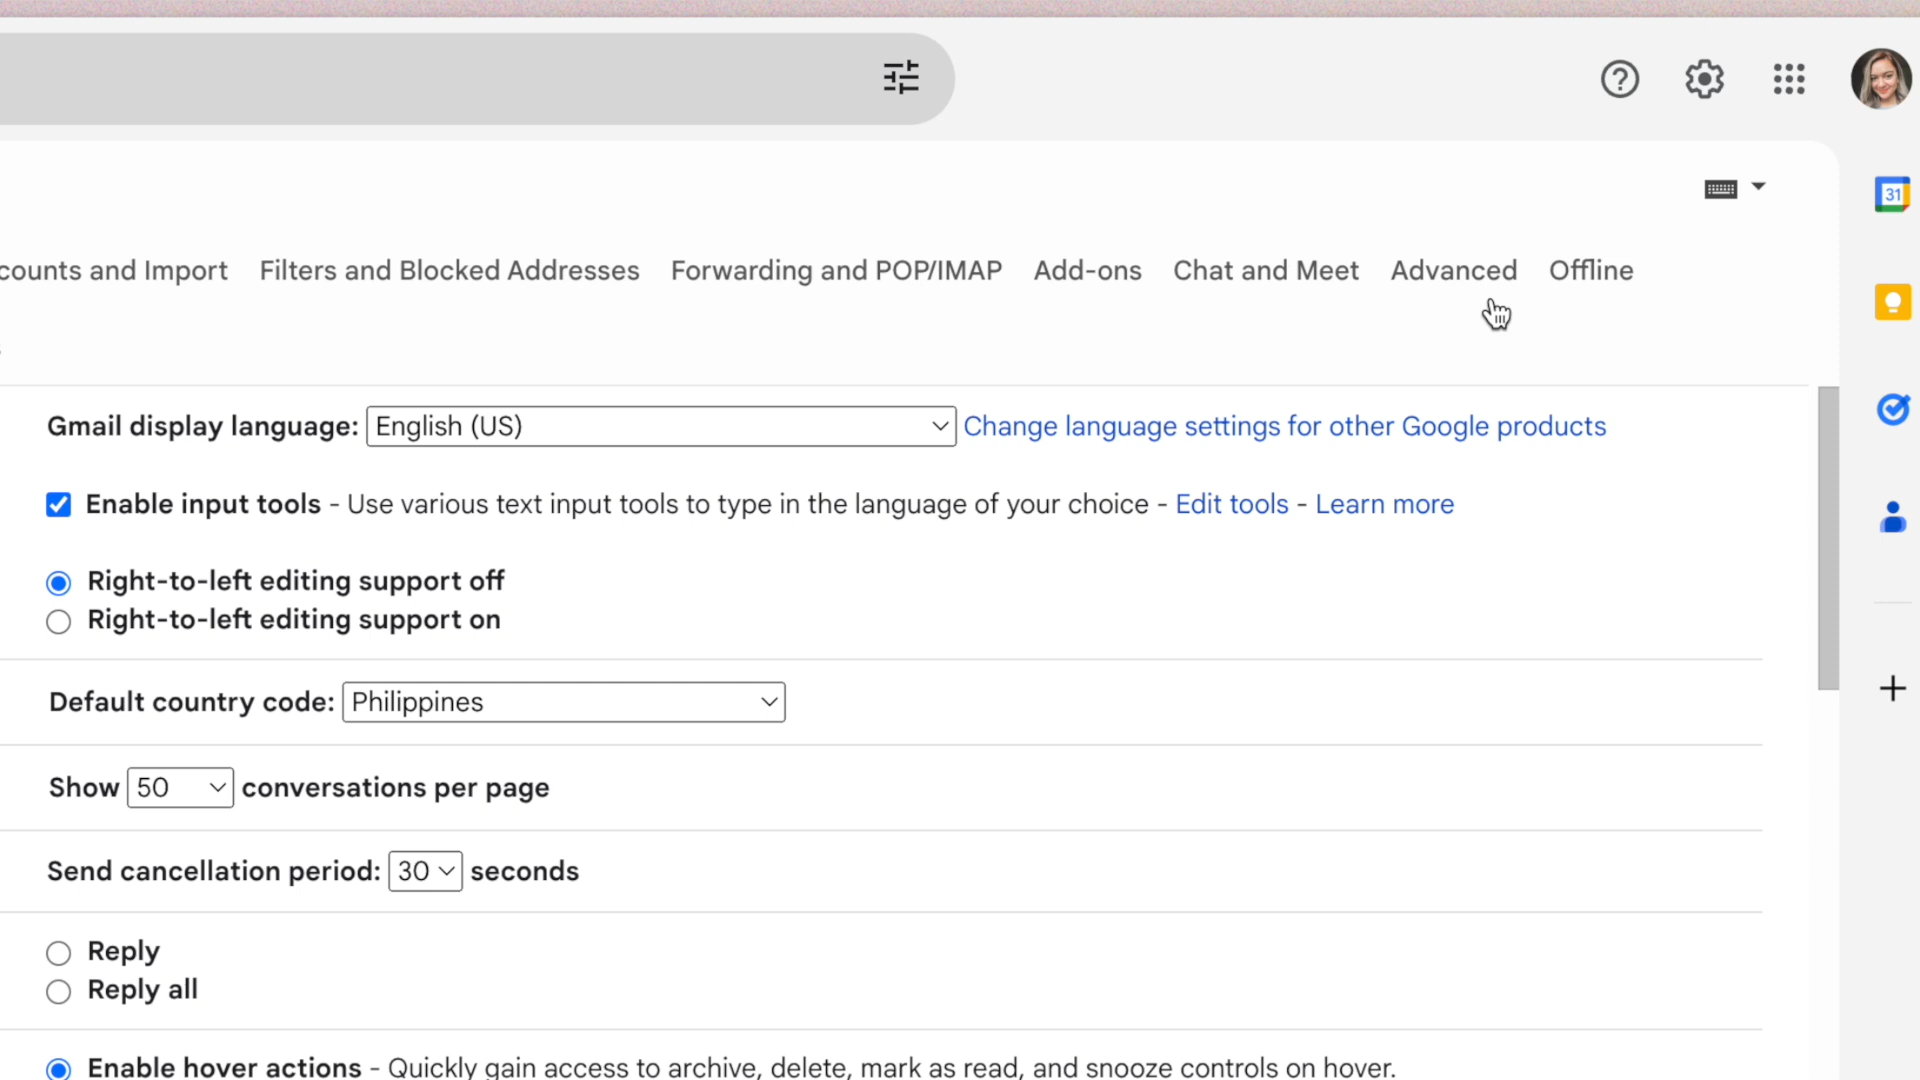 31
counts and Import Filters and Blocked Addresses Forwarding and POP/IMAP Add-ons Chat and Meet Advanced Offline
Gmail display language: English (US) Change language settings for other Google products
Enable input tools - Use various text input tools to type in the language of your choice - Edit tools - Learn more
Right-to-left editing support off
Right-to-left editing support on
Default country code: Philippines
Show 50 conversations per page
Send cancellation period: 30 seconds
Reply
Reply all
Enable hover actions - Quickly gain access to archive, delete, mark as read, and snooze controls on hover.